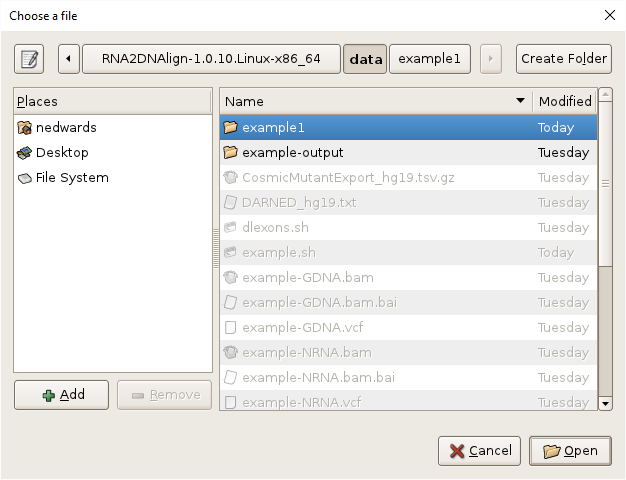 Choose a file
RNA2DNAlign-1.0.10.Linux-x86_64 data example1 Create Folder
Places
nedwards
Desktop
File System
Add Remove
Name Modified
example1 Today
example-output Tuesday
CosmicMutantExport_hg19.tsv.gz Tuesday
DARNED_hg19.txt Tuesday
dlexons.sh Tuesday
example.sh Today
example-GDNA.bam Tuesday
example-GDNA.bam.bai Tuesday
example-GDNA.vcf Tuesday
example-NRNA.bam Tuesday
example-NRNA.bam.bai Tuesday
example-NRNA.vcf Tuesday
Cancel Open